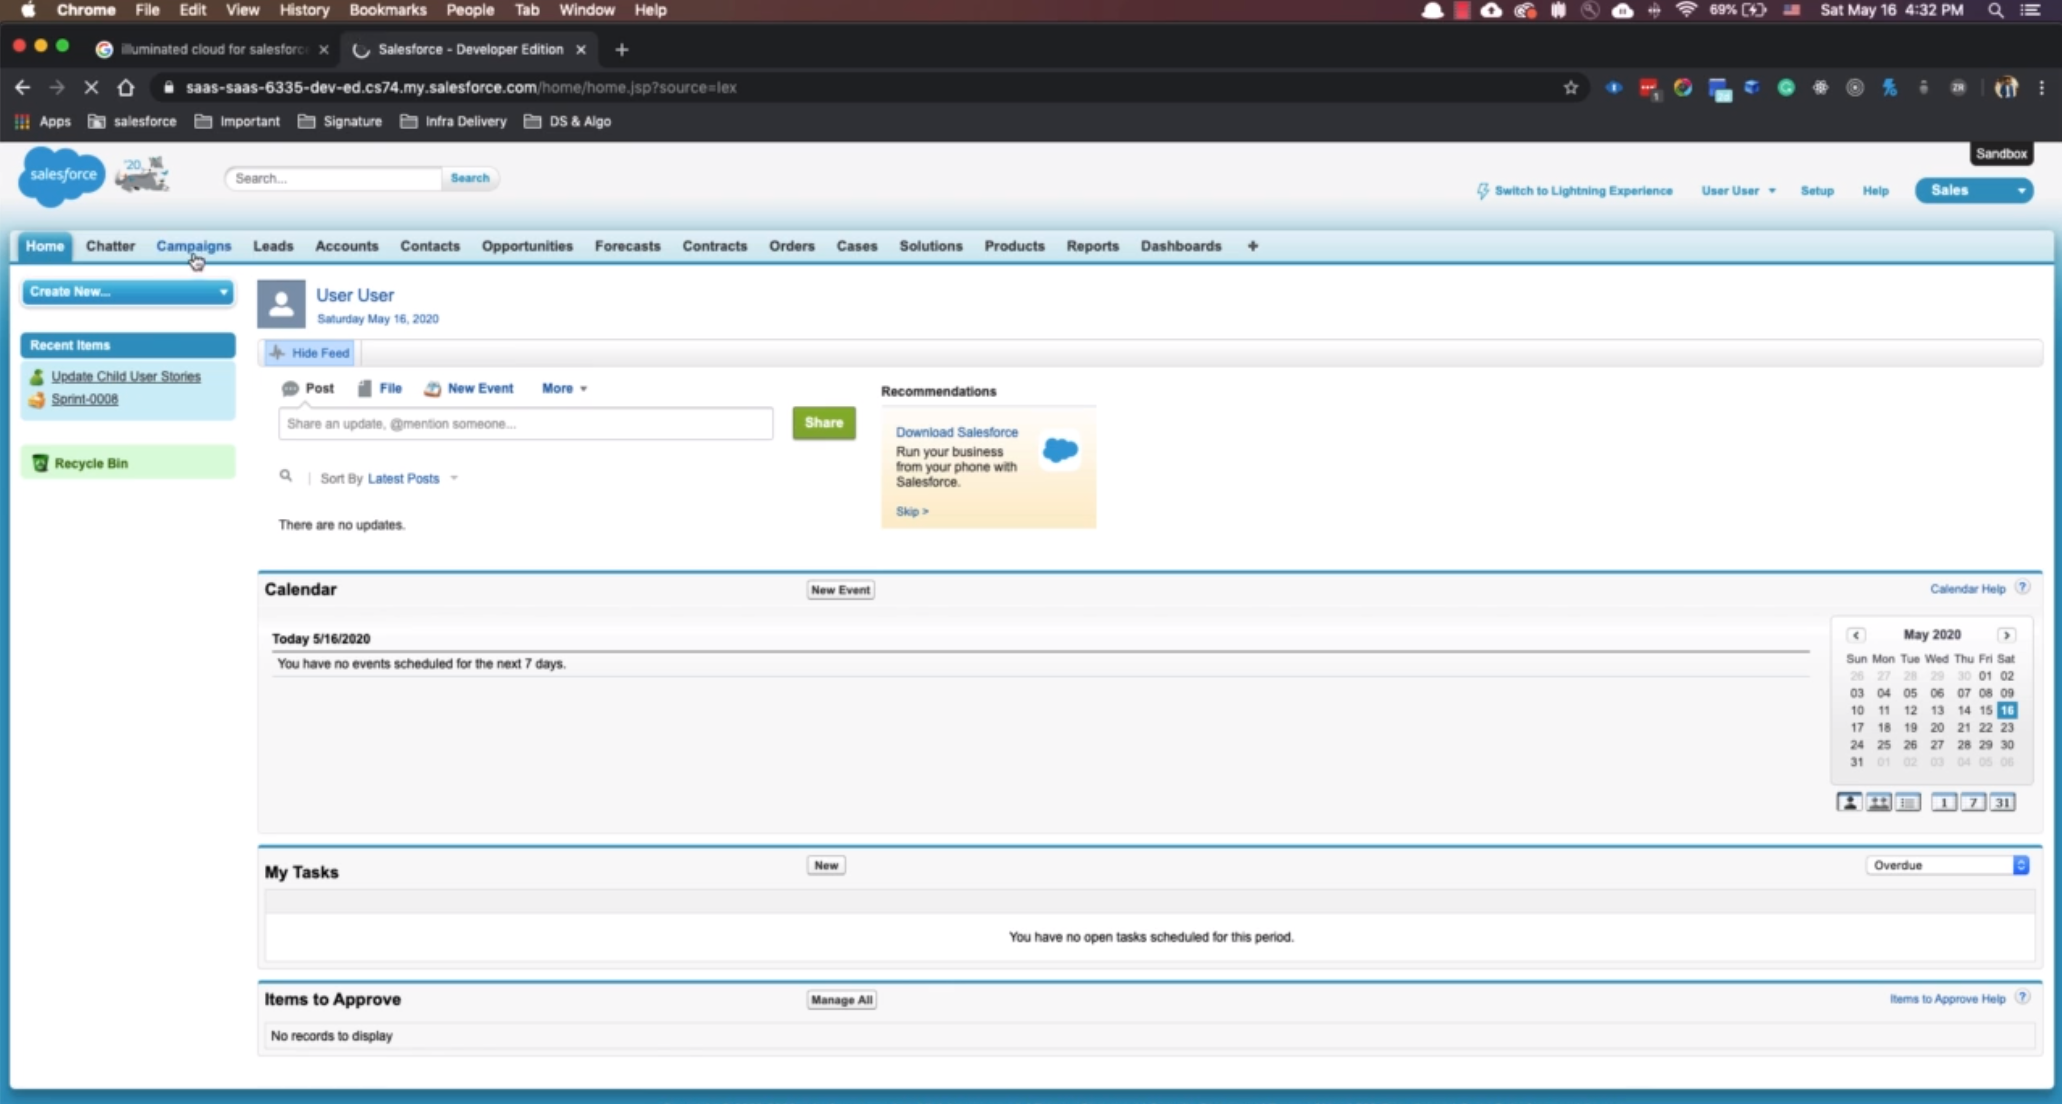 Chrome File Edit View History Bookmarks People Tab Window Help 69% Sat May 16 4:32 PM
illuminated cloud for salesforc Salesforce - Developer Edition
saas-saas-6335-dev-ed.cs74.my.salesforce.com/home/home.jsp?source=lex
Apps salesforce Important Signature Infra Delivery DS & Algo
Sandbox
salesforce '20 Search... Search
Switch to Lightning Experience User User Setup Help Sales
Home Chatter Campaigns Leads Accounts Contacts Opportunities Forecasts Contracts Orders Cases Solutions Products Reports Dashboards +
Create New...
User User
Saturday May 16, 2020
Recent Items
Update Child User Stories
Sprint-0008
Recycle Bin
Hide Feed
Post File New Event More
Share an update, @mention someone... Share
Sort By Latest Posts
There are no updates.
Recommendations
Download Salesforce
Run your business
from your phone with
Salesforce.
Skip >
Calendar New Event Calendar Help ?
Today 5/16/2020
You have no events scheduled for the next 7 days.
< May 2020 >
Sun Mon Tue Wed Thu Fri Sat
26 27 28 29 30 01 02
03 04 05 06 07 08 09
10 11 12 13 14 15 16
17 18 19 20 21 22 23
24 25 26 27 28 29 30
31 01 02 03 04 05 06
1 7 31
My Tasks New Overdue
You have no open tasks scheduled for this period.
Items to Approve Manage All Items to Approve Help ?
No records to display